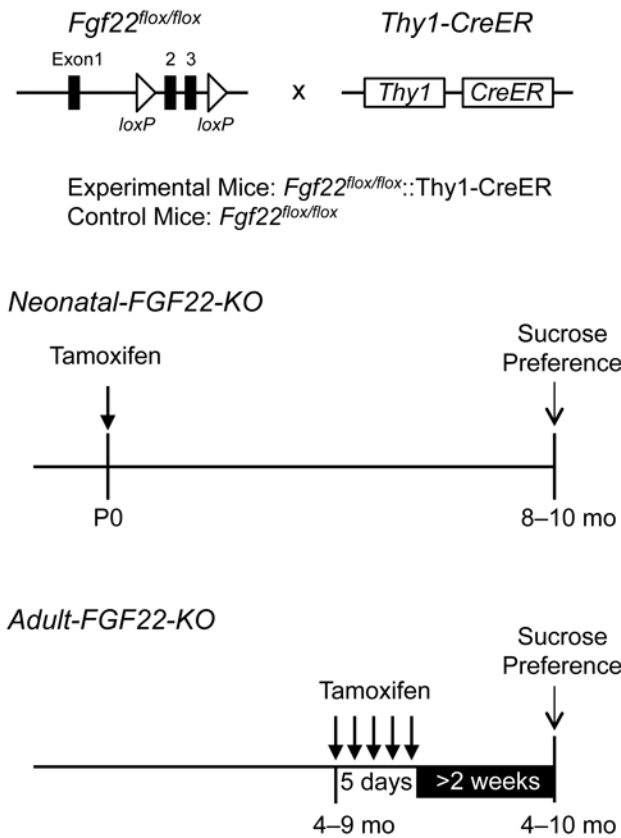 Fgf22flox/flox
Thy1-CreER
Exon1 2 3
loxP loxP
x
Thy1 CreER
Experimental Mice: Fgf22flox/flox::Thy1-CreER
Control Mice: Fgf22flox/flox
Neonatal-FGF22-KO
Tamoxifen
Sucrose
Preference
P0
8–10 mo
Adult-FGF22-KO
Sucrose
Preference
Tamoxifen
5 days
>2 weeks
4–9 mo
4–10 mo